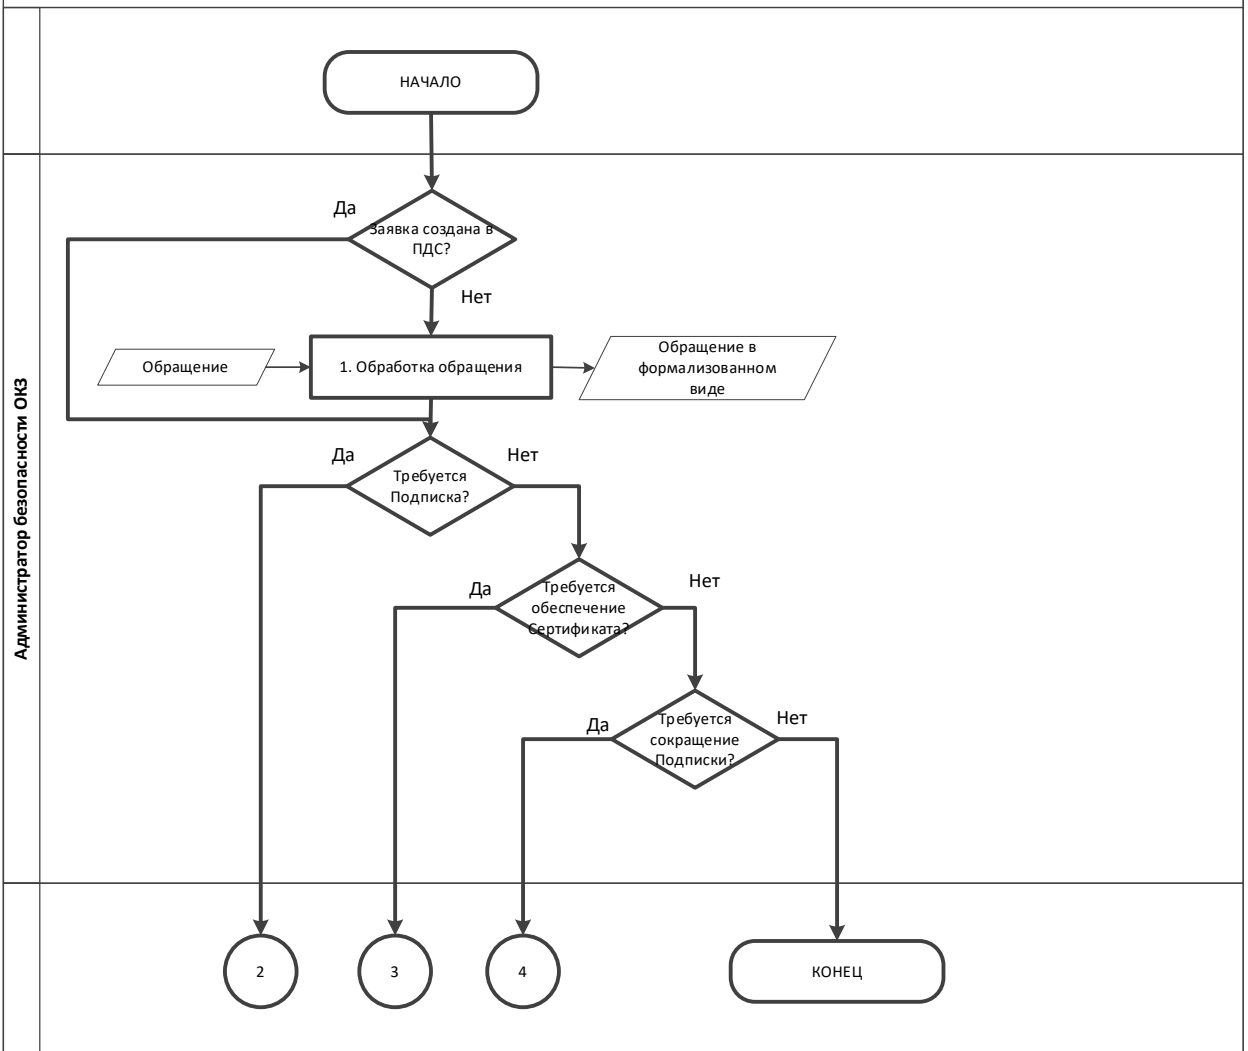 НАЧАЛО
Да
Заявка создана в
ПДС?
Нет
Обращение
1. Обработка обращения
Обращение в
формализованном
виде
Администратор безопасности ОКЗ
Да
Нет
Требуется
Подписка?
Да
Нет
Требуется
обеспечение
Сертификата?
Да
Нет
Требуется
сокращение
Подписки?
2
3
4
КОНЕЦ